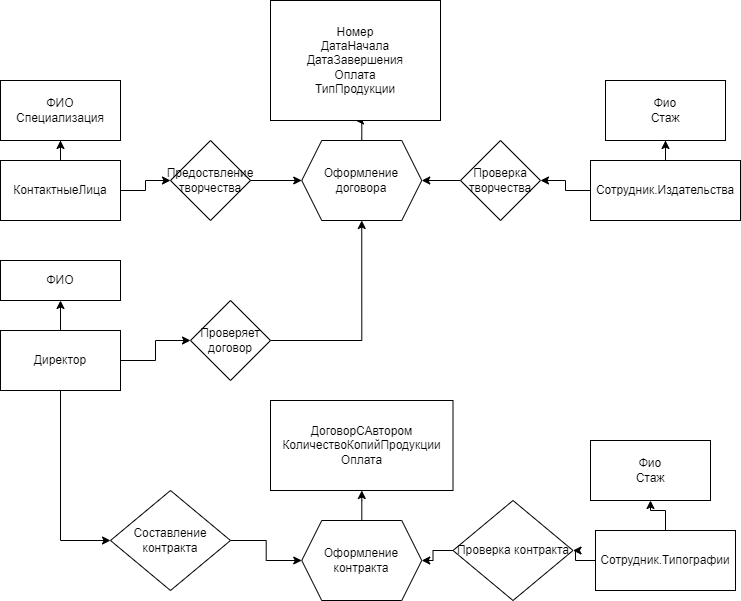 Номер
ДатаНачала
ДатаЗавершения
Оплата
ТипПродукции
ФИО
Специализация
Фио
Стаж
КонтактныеЛица
Предоствление
творчества
Оформление
договора
Проверка
творчества
Сотрудник.Издательства
ФИО
Директор
Проверяет
договор
ДоговорСАвтором
КоличествоКопийПродукции
Оплата
Фио
Стаж
Составление
контракта
Оформление
контракта
Проверка контракта
Сотрудник.Типографии